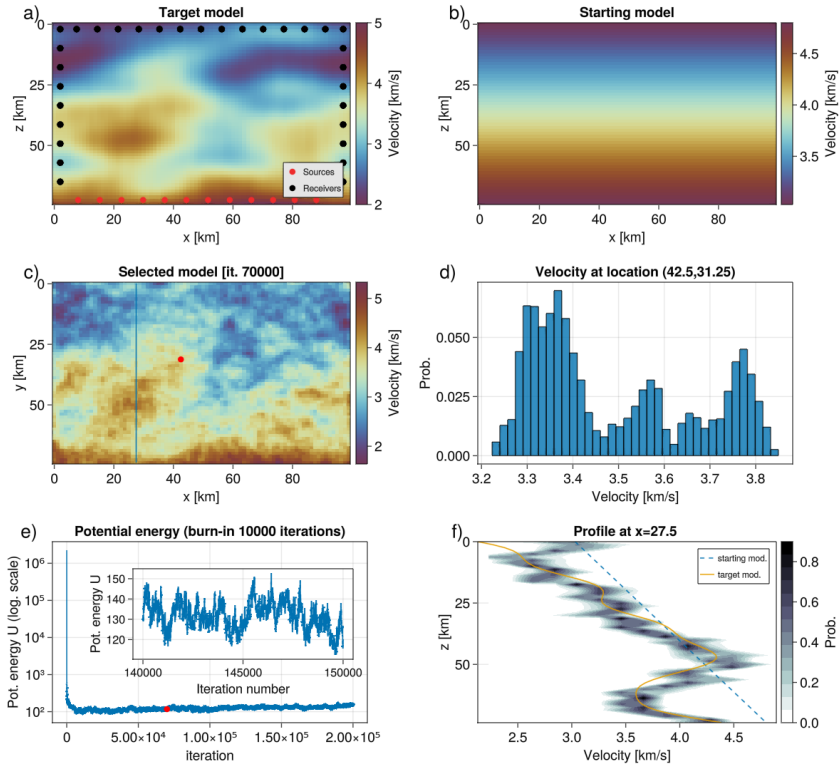 a) Target model
0
25
50
z [km]
0 20 40 60 80
x [km]
Sources
Receivers
5
4
3
2
Velocity [km/s]
b) Starting model
0
25
50
z [km]
0 20 40 60 80
x [km]
4.5
4.0
3.5
Velocity [km/s]
c) Selected model [it. 70000]
0
25
50
y [km]
0 20 40 60 80
x [km]
5
4
3
2
Velocity [km/s]
d) Velocity at location (42.5,31.25)
0.050
0.025
0.000
Prob.
3.2 3.3 3.4 3.5 3.6 3.7 3.8
Velocity [km/s]
e) Potential energy (burn-in 10000 iterations)
10⁶
10⁵
10⁴
10³
10²
Pot. energy U (log. scale)
150
140
130
120
Pot. energy U
140000 145000 150000
Iteration number
0 5.00×10⁴ 1.00×10⁵ 1.50×10⁵ 2.00×10⁵
iteration
f) Profile at x=27.5
0
25
50
z [km]
starting mod.
target mod.
2.5 3.0 3.5 4.0 4.5
Velocity [km/s]
0.8
0.6
0.4
0.2
0.0
Prob.